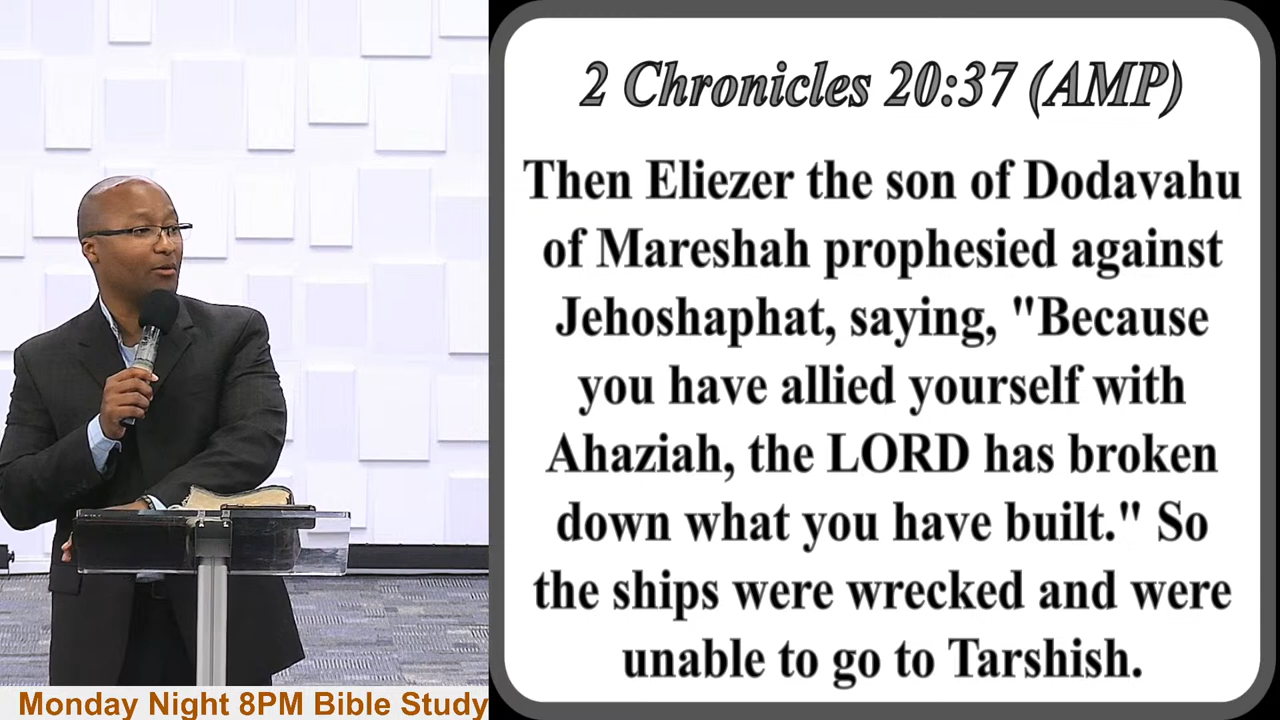 2 Chronicles 20:37 (AMP)
Then Eliezer the son of Dodavahu
of Mareshah prophesied against
Jehoshaphat, saying, "Because
you have allied yourself with
Ahaziah, the LORD has broken
down what you have built." So
the ships were wrecked and were
unable to go to Tarshish.
Monday Night 8PM Bible Study